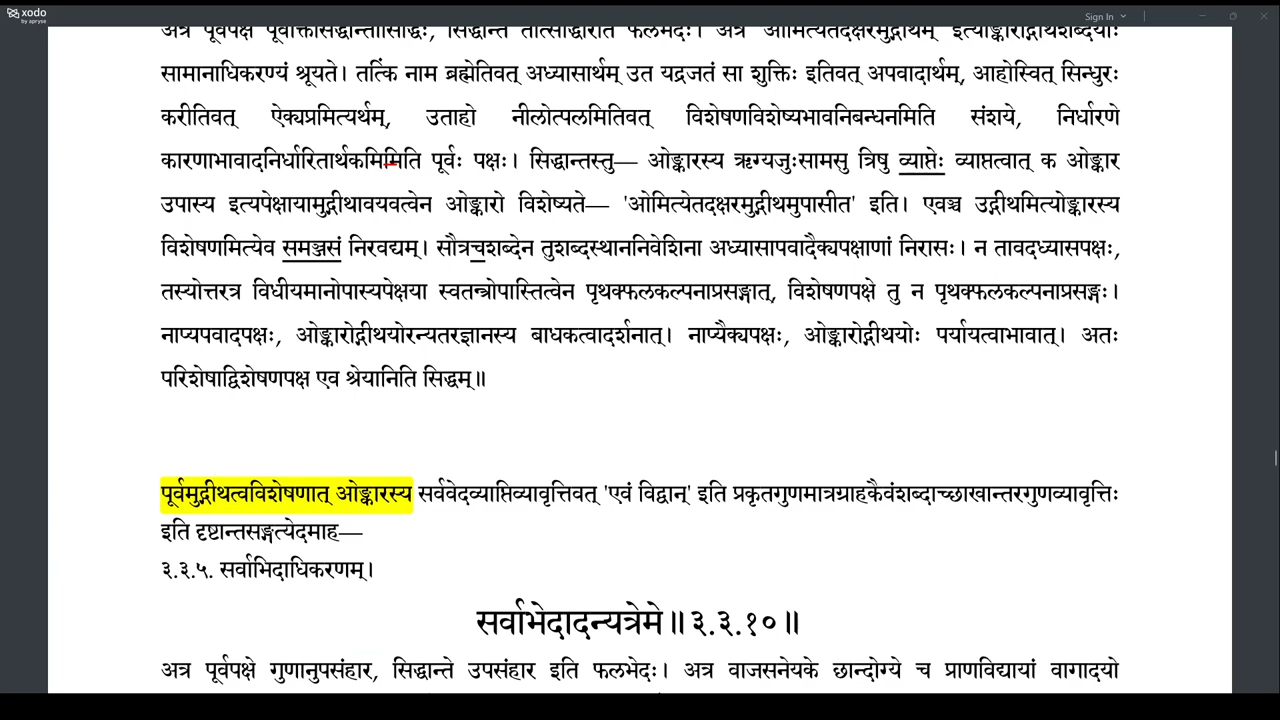 xodo
by apryse
Sign In
अत्र पूर्वपक्षे पूर्वोक्तसिद्धान्तासिद्धिः, सिद्धान्ते तत्सिद्धिरिति फलभेदः। अत्र 'ओमित्येतदक्षरमुद्गीथम्' इत्योङ्कारोद्गीथशब्दयोः
सामानाधिकरण्यं श्रूयते। तत्किं नाम ब्रह्मेतिवत् अध्यासार्थम् उत यद्रजतं सा शुक्तिः इतिवत् अपवादार्थम्, आहोस्वित् सिन्धुरः
करीतिवत् ऐक्यप्रमित्यर्थम्, उताहो नीलोत्पलमितिवत् विशेषणविशेष्यभावनिबन्धनमिति संशये, निर्धारणे
कारणाभावादनिर्धारितार्थकमिमिति पूर्वः पक्षः। सिद्धान्तस्तु— ओङ्कारस्य ऋग्यजुःसामसु त्रिषु व्याप्तेः व्याप्तत्वात् क ओङ्कार
उपास्य इत्यपेक्षायामुद्गीथावयवत्वेन ओङ्कारो विशेष्यते— 'ओमित्येतदक्षरमुद्गीथमुपासीत' इति। एवञ्च उद्गीथमित्योङ्कारस्य
विशेषणमित्येव समञ्जसं निरवद्यम्। सौत्रचशब्देन तुशब्दस्थाननिवेशिना अध्यासापवादैक्यपक्षाणां निरासः। न तावदध्यासपक्षः,
तस्योत्तरत्र विधीयमानोपास्यपेक्षया स्वतन्त्रोपास्तित्वेन पृथक्फलकल्पनाप्रसङ्गात्, विशेषणपक्षे तु न पृथक्फलकल्पनाप्रसङ्गः।
नाप्यपवादपक्षः, ओङ्कारोद्गीथयोरन्यतरज्ञानस्य बाधकत्वादर्शनात्। नाप्यैक्यपक्षः, ओङ्कारोद्गीथयोः पर्यायत्वाभावात्। अतः
परिशेषाद्विशेषणपक्ष एव श्रेयानिति सिद्धम्॥
पूर्वमुद्गीथत्वविशेषणात् ओङ्कारस्य सर्ववेदव्याप्तिव्यावृत्तिवत् 'एवं विद्वान्' इति प्रकृतगुणमात्रग्राहकैवंशब्दाच्छाखान्तरगुणव्यावृत्तिः
इति दृष्टान्तसङ्गत्येदमाह—
३.३.५. सर्वाभेदाधिकरणम्।
सर्वाभेदादन्यत्रेमे॥३.३.१०॥
अत्र पूर्वपक्षे गुणानुपसंहार, सिद्धान्ते उपसंहार इति फलभेदः। अत्र वाजसनेयके छान्दोग्ये च प्राणविद्यायां वागादयो